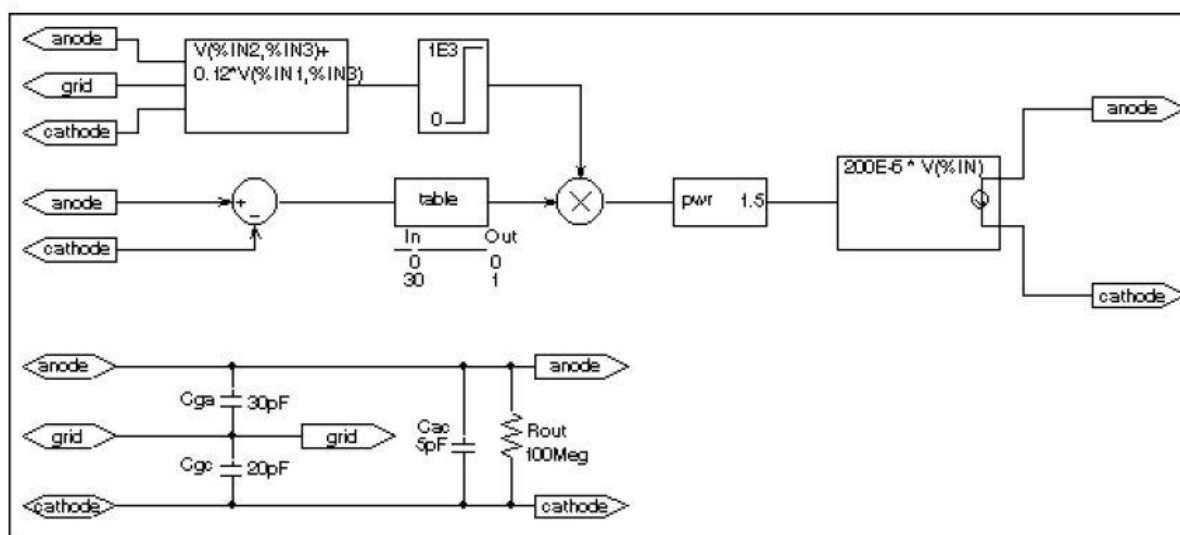 anode
grid
cathode
V(%IN2,%IN3)+
0.12*V(%IN1,%IN3)
1E3
0
anode
cathode
+
-
table
In Out
0 0
30 1
pwr 1.5
200E-6 * V(%IN)
anode
cathode
anode
grid
cathode
Cga 30pF
Cgc 20pF
grid
Cac
5pF
Rout
100Meg
anode
cathode